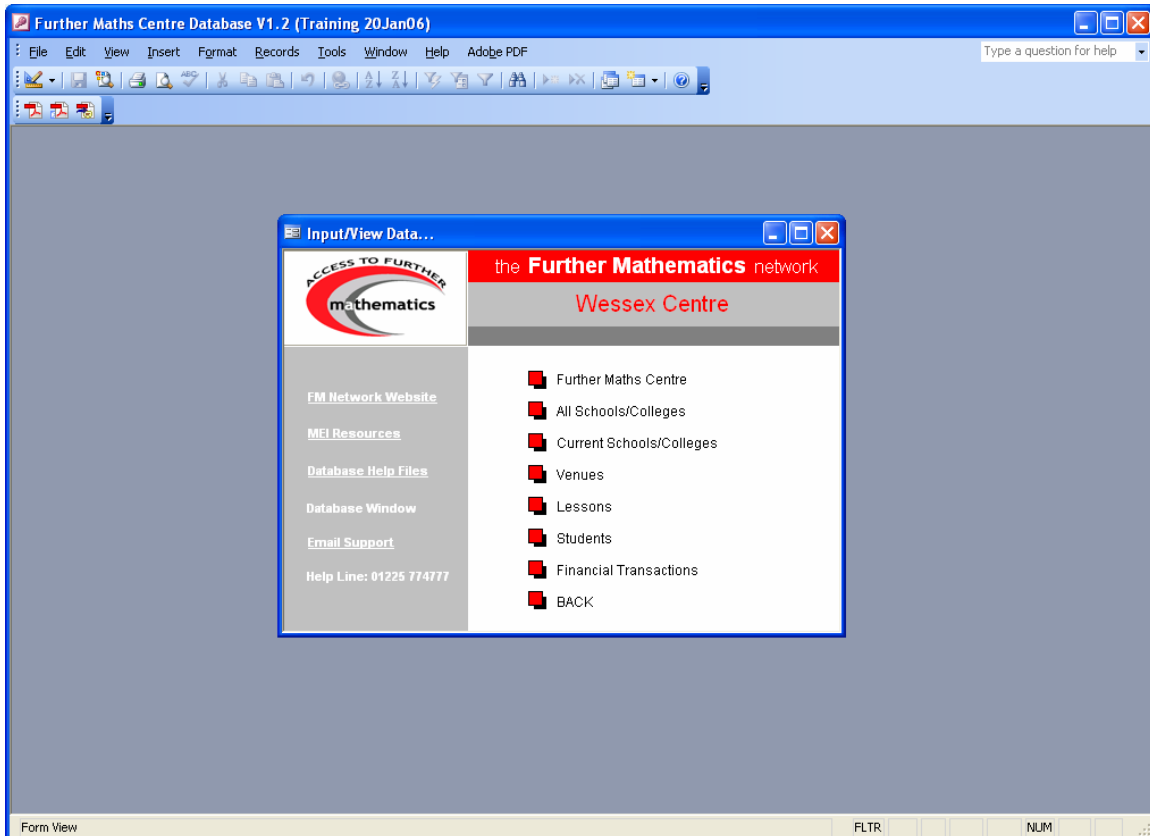 Further Maths Centre Database V1.2 (Training 20Jan06)
File Edit View Insert Format Records Tools Window Help Adobe PDF
Type a question for help
Input/View Data...
ACCESS TO FURTHER
mathematics
the Further Mathematics network
Wessex Centre
FM Network Website
MEI Resources
Database Help Files
Database Window
Email Support
Help Line: 01225 774777
Further Maths Centre
All Schools/Colleges
Current Schools/Colleges
Venues
Lessons
Students
Financial Transactions
BACK
Form View
FLTR
NUM